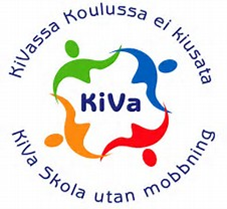 KiVassa Koulussa ei kiusata
KiVa
KiVa Skola utan mobbning